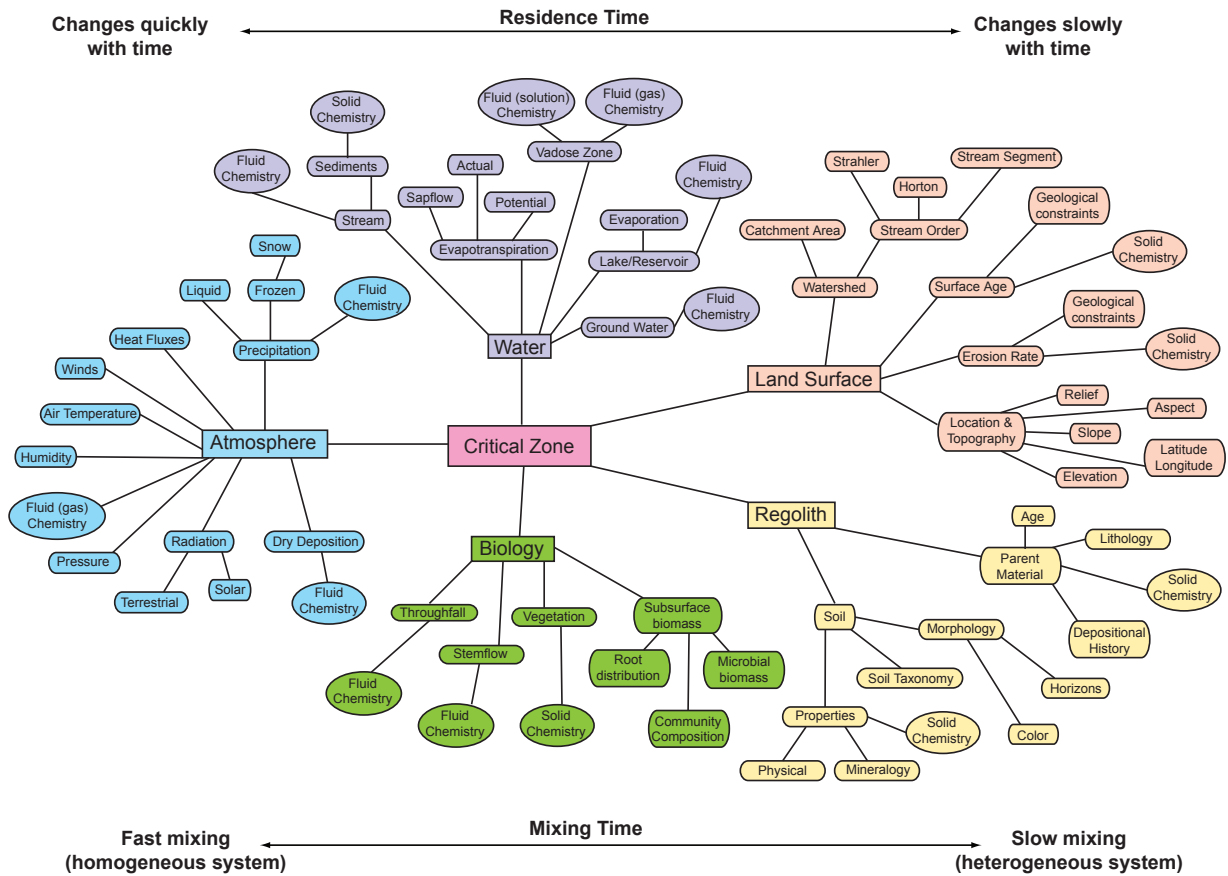 Residence Time
Changes quickly
with time
Changes slowly
with time
Solid
Chemistry
Fluid
Chemistry
Sediments
Stream
Fluid (solution)
Chemistry
Fluid (gas)
Chemistry
Vadose Zone
Actual
Sapflow
Potential
Evapotranspiration
Fluid
Chemistry
Evaporation
Lake/Reservoir
Fluid
Chemistry
Ground Water
Water
Strahler
Stream Segment
Horton
Catchment Area
Stream Order
Watershed
Geological
constraints
Solid
Chemistry
Surface Age
Geological
constraints
Solid
Chemistry
Erosion Rate
Land Surface
Relief
Aspect
Location &
Topography
Slope
Latitude
Longitude
Elevation
Snow
Liquid
Frozen
Fluid
Chemistry
Precipitation
Heat Fluxes
Winds
Air Temperature
Atmosphere
Humidity
Fluid (gas)
Chemistry
Pressure
Radiation
Terrestrial
Solar
Dry Deposition
Fluid
Chemistry
Critical Zone
Biology
Throughfall
Fluid
Chemistry
Stemflow
Fluid
Chemistry
Vegetation
Solid
Chemistry
Subsurface
biomass
Root
distribution
Microbial
biomass
Community
Composition
Regolith
Age
Lithology
Parent
Material
Solid
Chemistry
Depositional
History
Soil
Morphology
Soil Taxonomy
Horizons
Color
Properties
Solid
Chemistry
Physical
Mineralogy
Mixing Time
Fast mixing
(homogeneous system)
Slow mixing
(heterogeneous system)